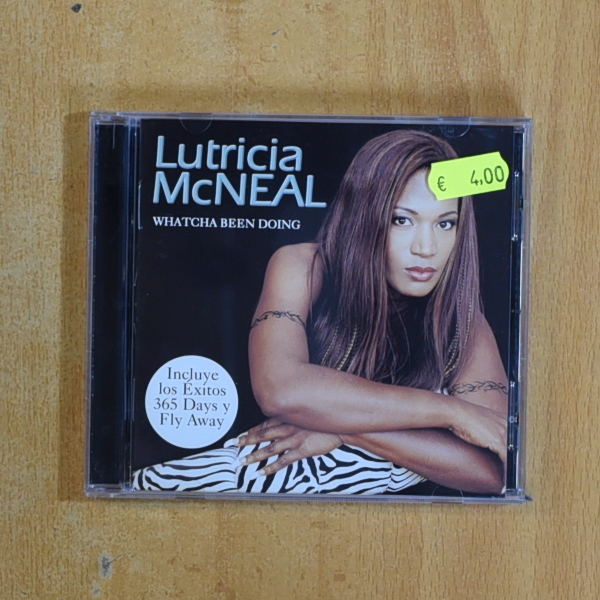 Lutricia
McNEAL
WHATCHA BEEN DOING
€ 4,00
Incluye
los Éxitos
365 Days y
Fly Away